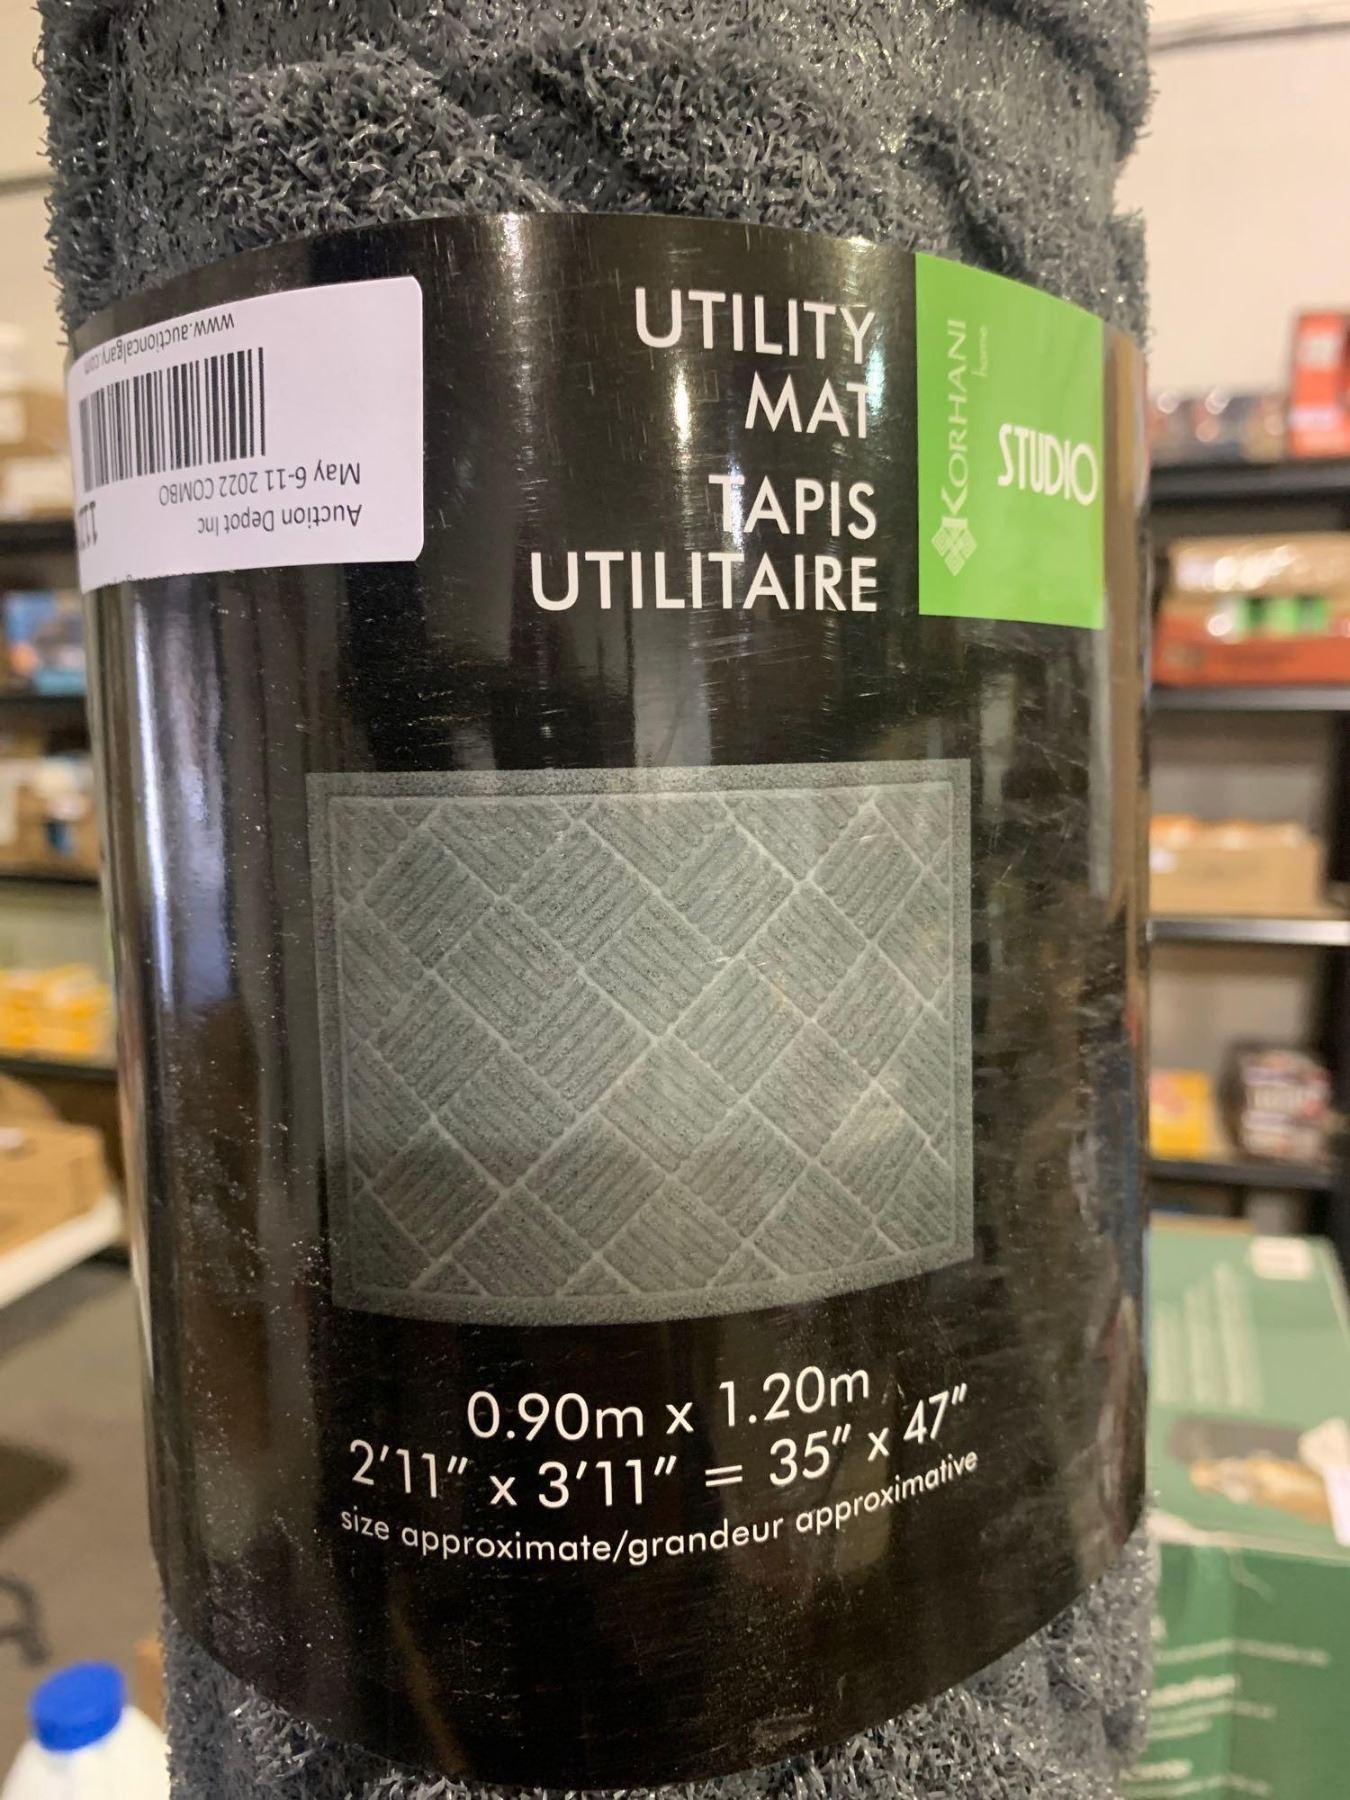 UTILITY
MAT
TAPIS
UTILITAIRE
KORHANI
home
STUDIO
Auction Depot Inc
May 6-11 2022 COMBO
www.auctioncalgary.com
0.90m x 1.20m
2'11" x 3'11" = 35" x 47"
size approximate/grandeur approximative